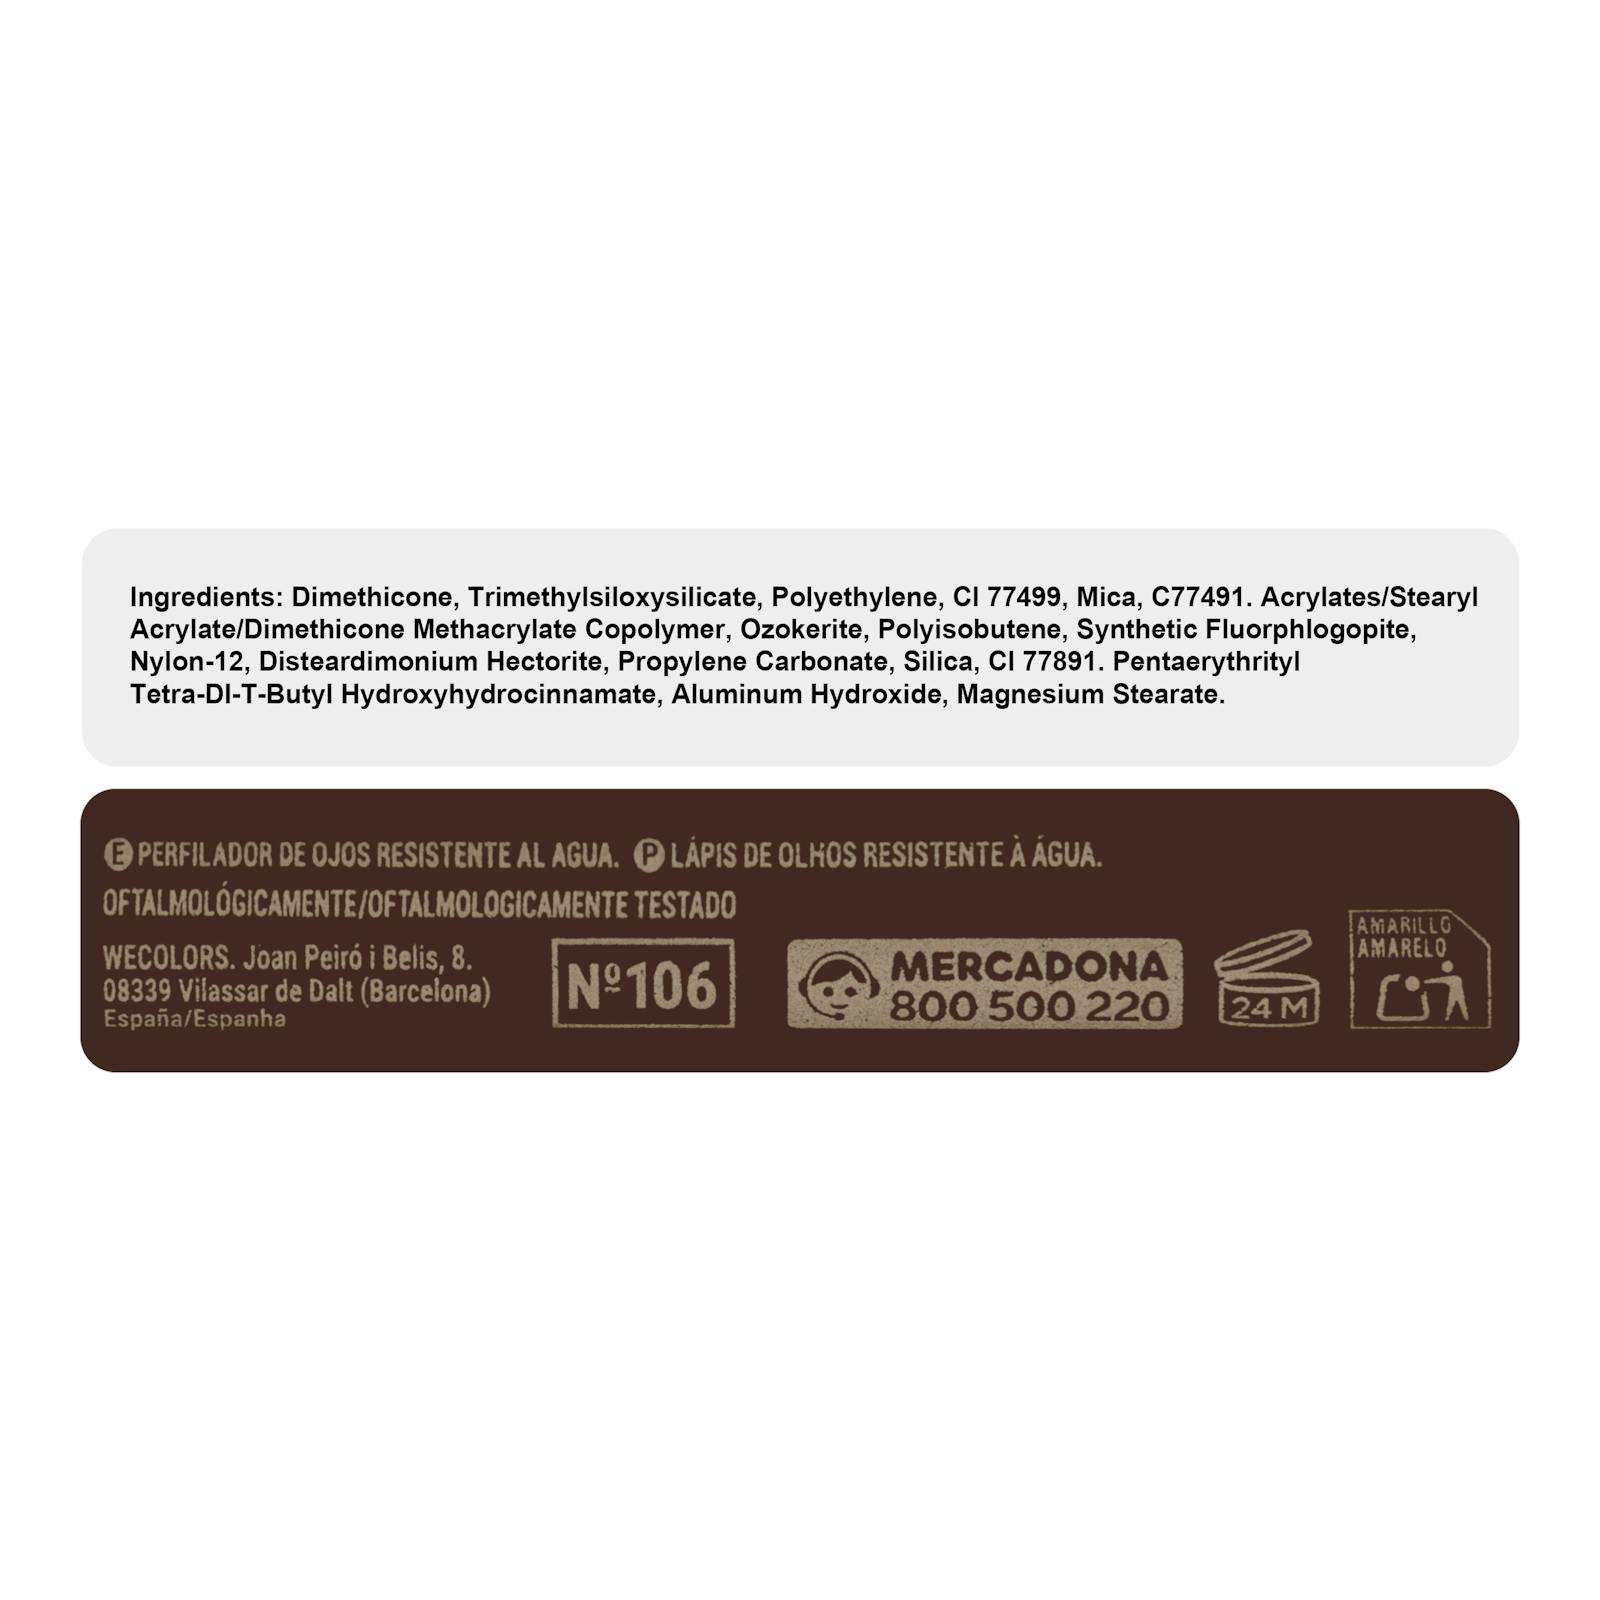 Ingredients: Dimethicone, Trimethylsiloxysilicate, Polyethylene, CI 77499, Mica, C77491. Acrylates/Stearyl
Acrylate/Dimethicone Methacrylate Copolymer, Ozokerite, Polyisobutene, Synthetic Fluorphlogopite,
Nylon-12, Disteardimonium Hectorite, Propylene Carbonate, Silica, CI 77891. Pentaerythrityl
Tetra-DI-T-Butyl Hydroxyhydrocinnamate, Aluminum Hydroxide, Magnesium Stearate.
E PERFILADOR DE OJOS RESISTENTE AL AGUA. P LÁPIS DE OLHOS RESISTENTE À ÁGUA.
OFTALMOLÓGICAMENTE/OFTALMOLOGICAMENTE TESTADO
WECOLORS. Joan Peiró i Belis, 8.
08339 Vilassar de Dalt (Barcelona)
España/Espanha
Nº106
MERCADONA
800 500 220
24 M
AMARILLO
AMARELO